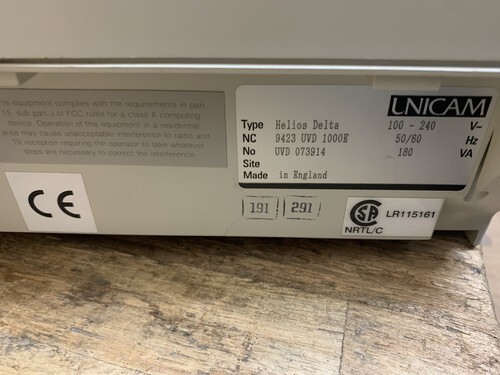 his equipment complies with the requirements in part
15 sub part J of FCC rules for a class A computing
device. Operation of this equipment in a residential
area may cause unacceptable interference to radio and
TV reception requiring the operator to take whatever
steps are necessary to correct the interference.
UNICAM
Type Helios Delta 100 - 240 V~
NC 9423 UVD 1000E 50/60 Hz
No UVD 073914 180 VA
Site
Made in England
CE
191 291
CSA
NRTL/C
LR115161